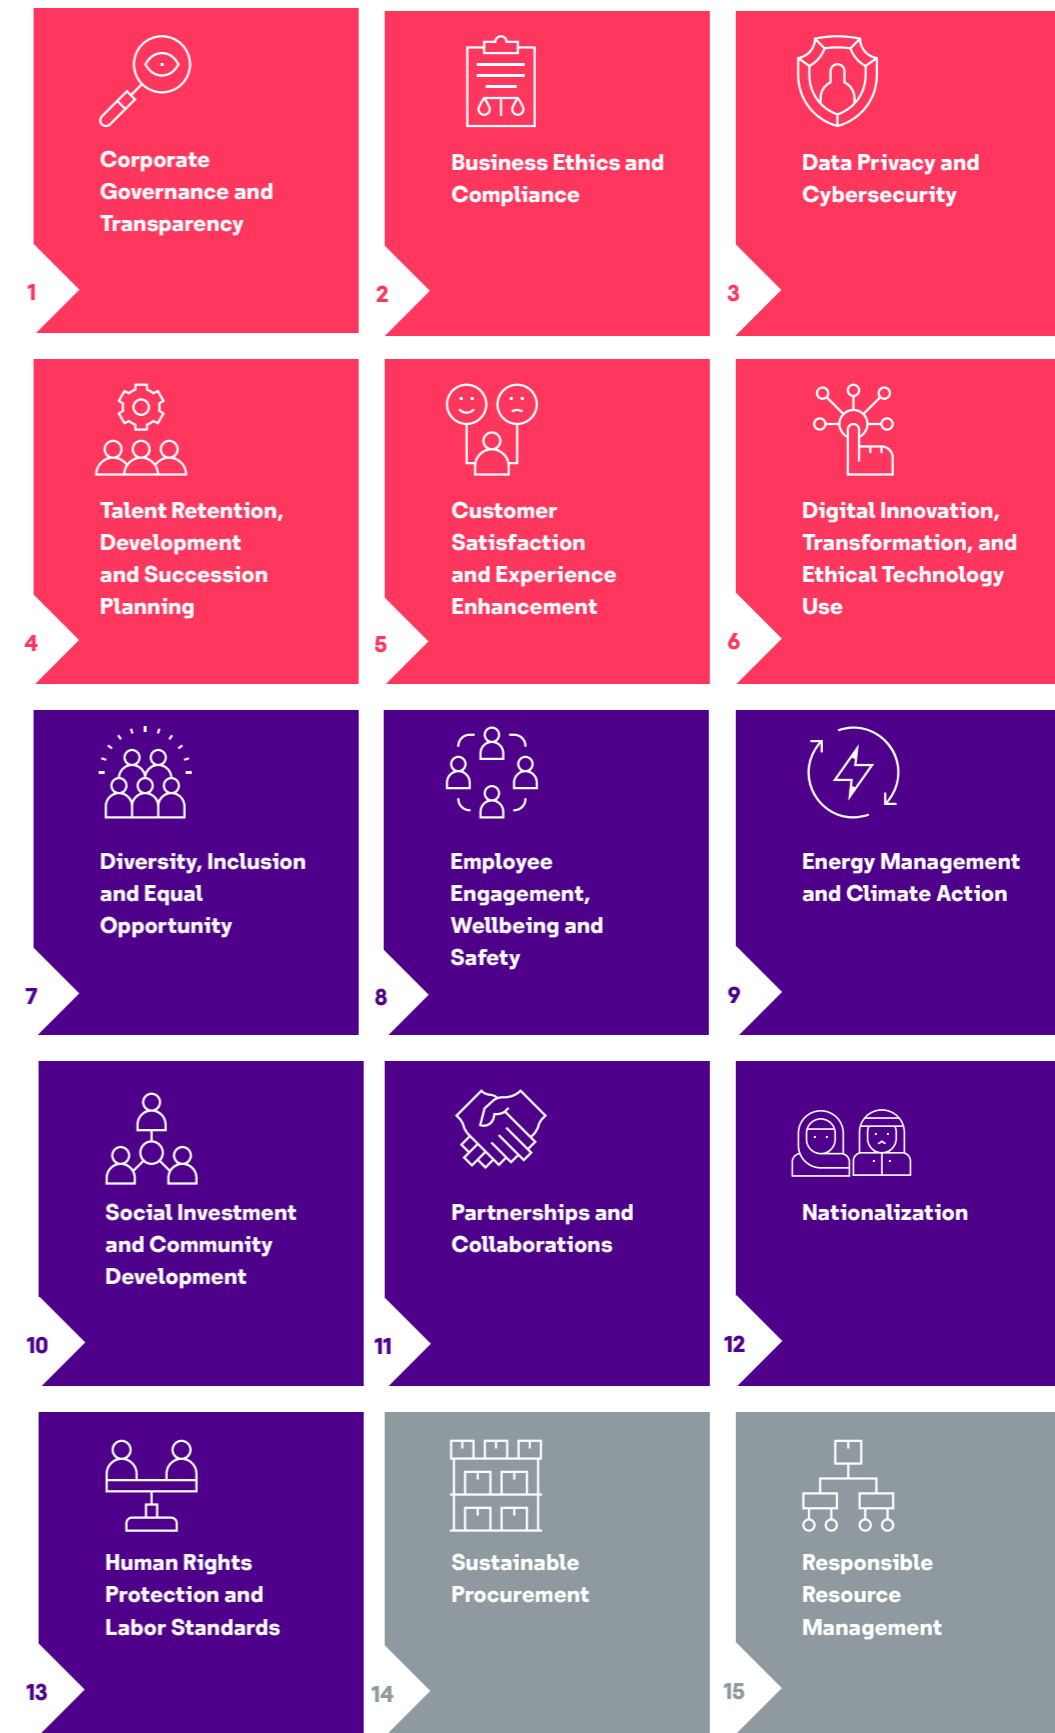 Corporate
Governance and
Transparency
1
Business Ethics and
Compliance
2
Data Privacy and
Cybersecurity
3
Talent Retention,
Development
and Succession
Planning
4
Customer
Satisfaction
and Experience
Enhancement
5
Digital Innovation,
Transformation, and
Ethical Technology
Use
6
Diversity, Inclusion
and Equal
Opportunity
7
Employee
Engagement,
Wellbeing and
Safety
8
Energy Management
and Climate Action
9
Social Investment
and Community
Development
10
Partnerships and
Collaborations
11
Nationalization
12
Human Rights
Protection and
Labor Standards
13
Sustainable
Procurement
14
Responsible
Resource
Management
15